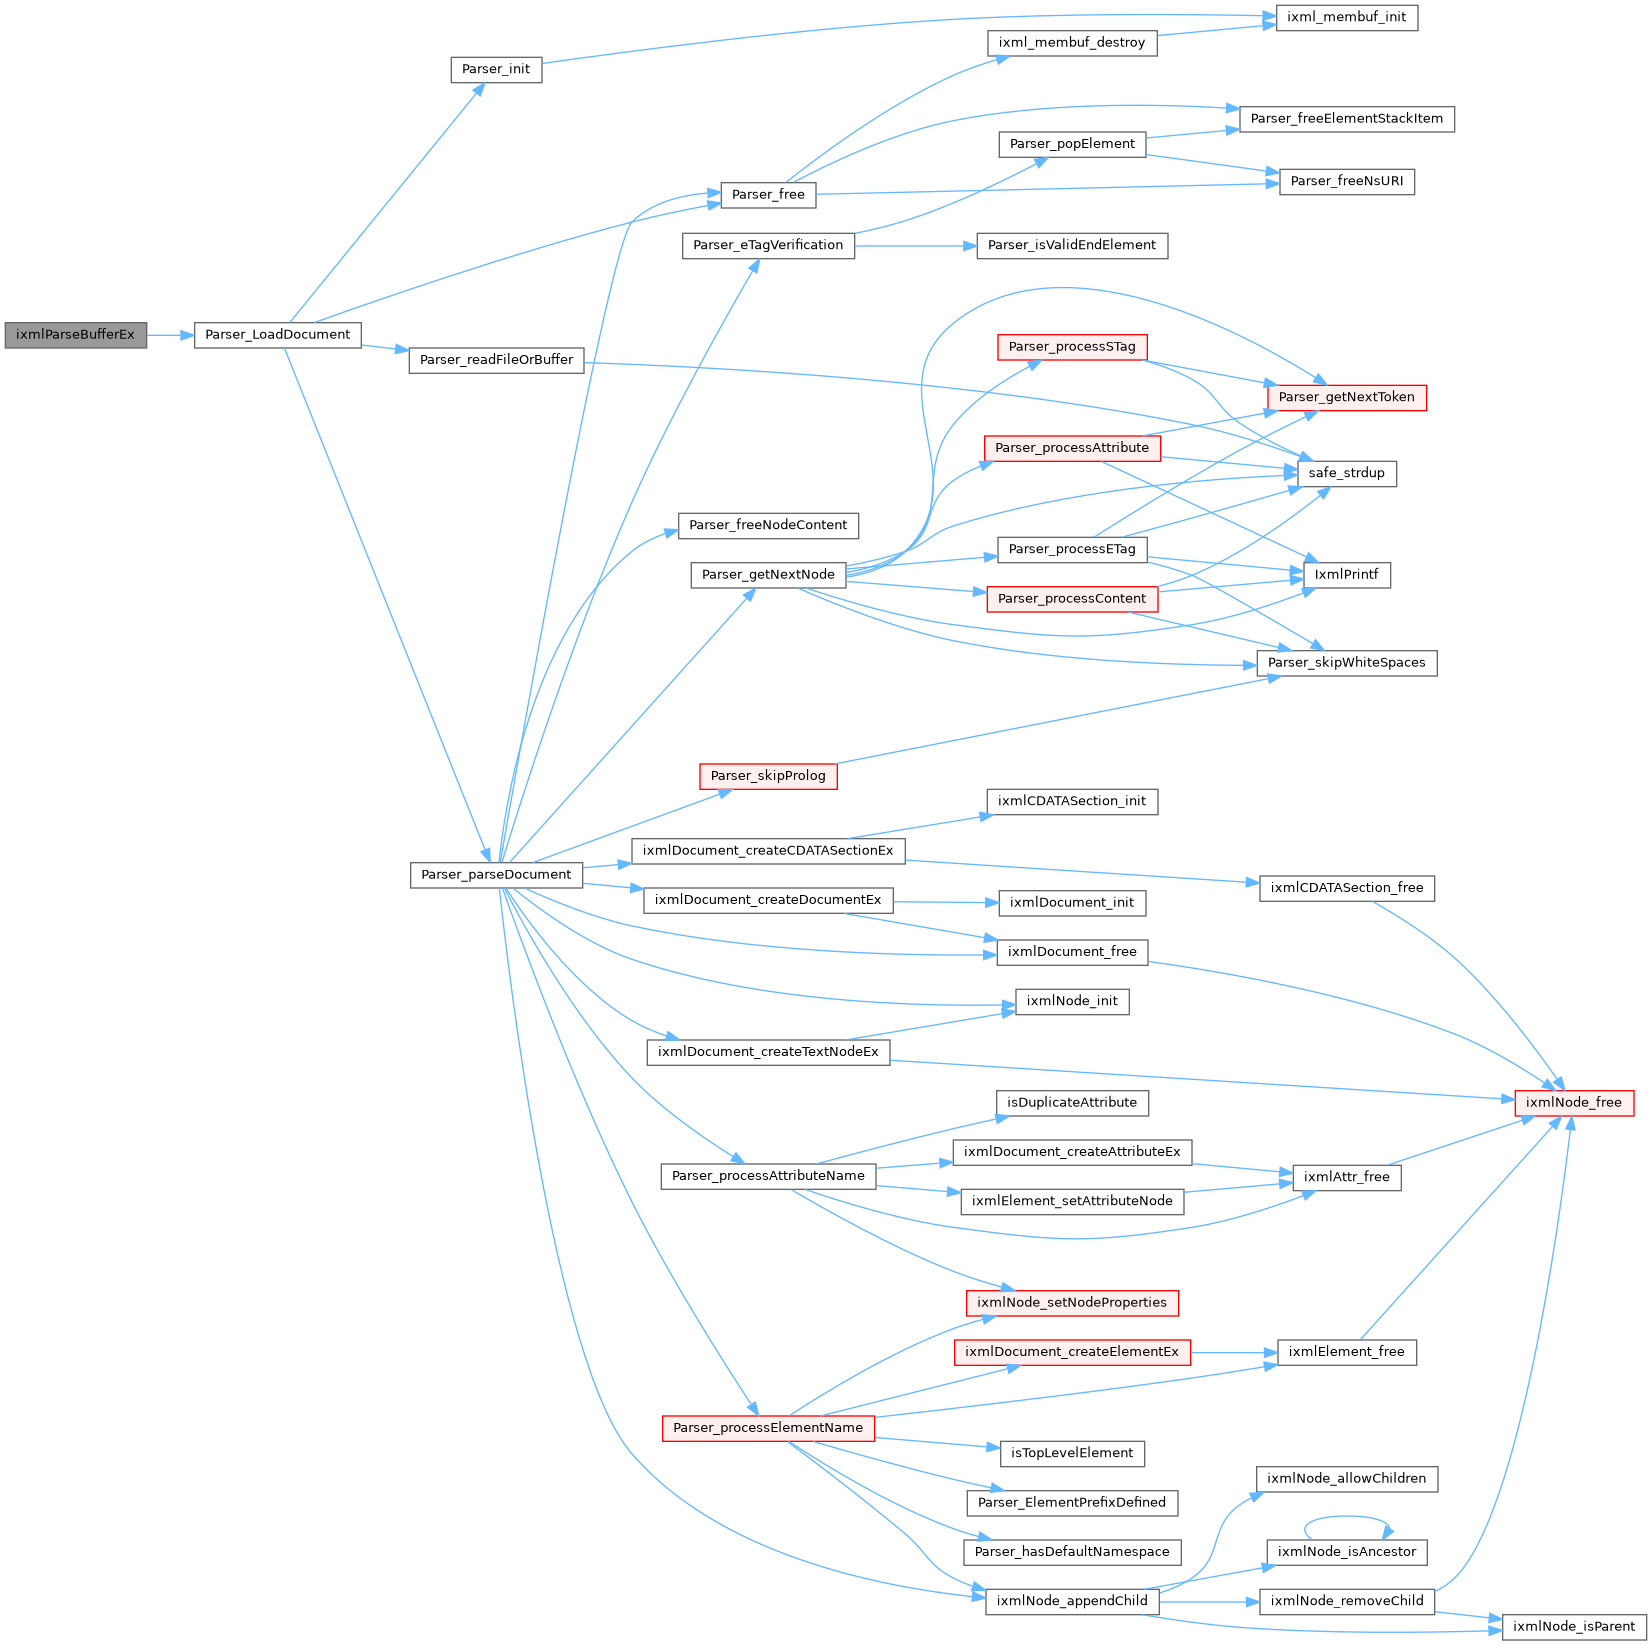 ixml_membuf_init
ixml_membuf_destroy
Parser_init
Parser_freeElementStackItem
Parser_popElement
Parser_freeNsURI
Parser_free
Parser_eTagVerification
Parser_isValidEndElement
ixmlParseBufferEx
Parser_LoadDocument
Parser_processSTag
Parser_readFileOrBuffer
Parser_getNextToken
Parser_processAttribute
safe_strdup
Parser_freeNodeContent
Parser_processETag
Parser_getNextNode
IxmlPrintf
Parser_processContent
Parser_skipWhiteSpaces
Parser_skipProlog
ixmlCDATASection_init
ixmlDocument_createCDATASectionEx
Parser_parseDocument
ixmlCDATASection_free
ixmlDocument_createDocumentEx
ixmlDocument_init
ixmlDocument_free
ixmlNode_init
ixmlDocument_createTextNodeEx
isDuplicateAttribute
ixmlNode_free
ixmlDocument_createAttributeEx
Parser_processAttributeName
ixmlAttr_free
ixmlElement_setAttributeNode
ixmlNode_setNodeProperties
ixmlDocument_createElementEx
ixmlElement_free
Parser_processElementName
isTopLevelElement
ixmlNode_allowChildren
Parser_ElementPrefixDefined
Parser_hasDefaultNamespace
ixmlNode_isAncestor
ixmlNode_appendChild
ixmlNode_removeChild
ixmlNode_isParent